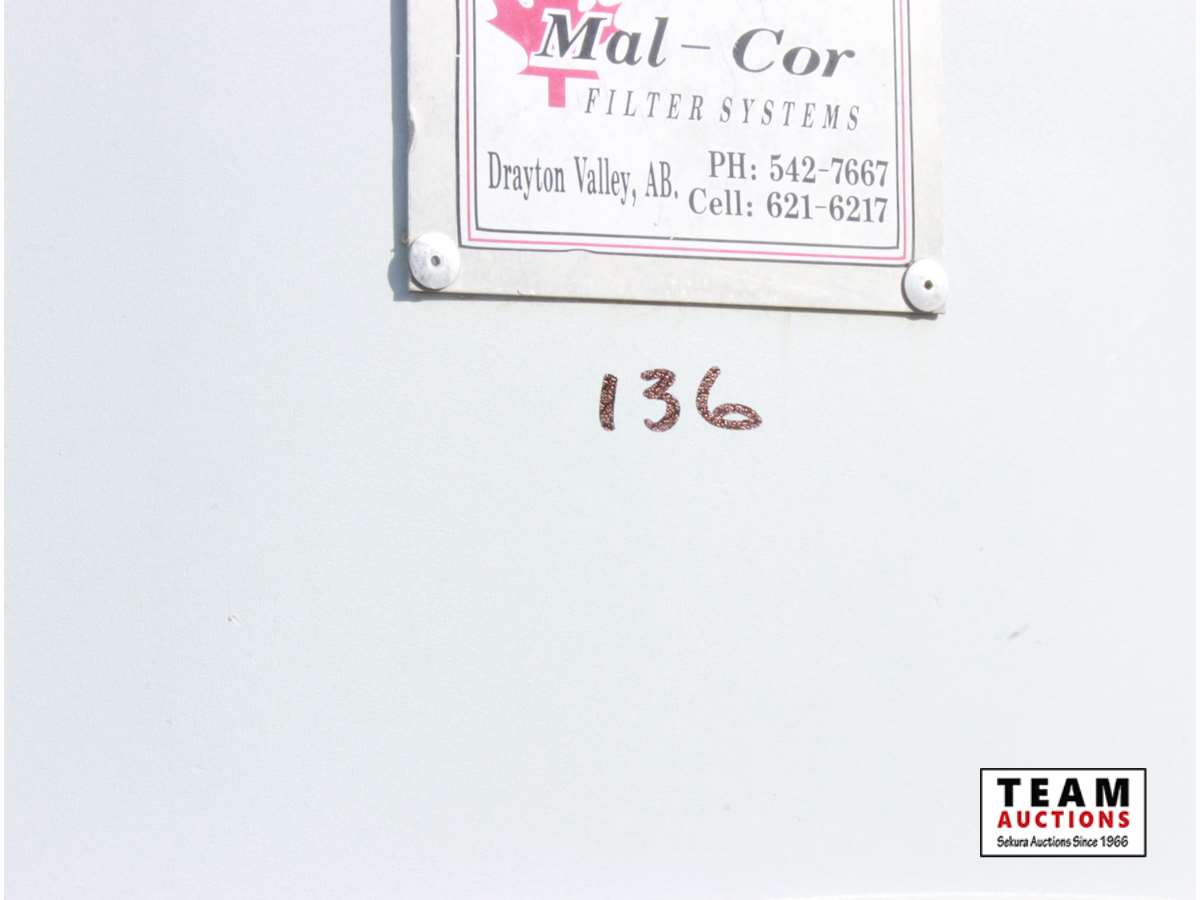 Mal - Cor
FILTER SYSTEMS
Drayton Valley, AB.
PH: 542-7667
Cell: 621-6217
136
TEAM
AUCTIONS
Sekura Auctions Since 1966